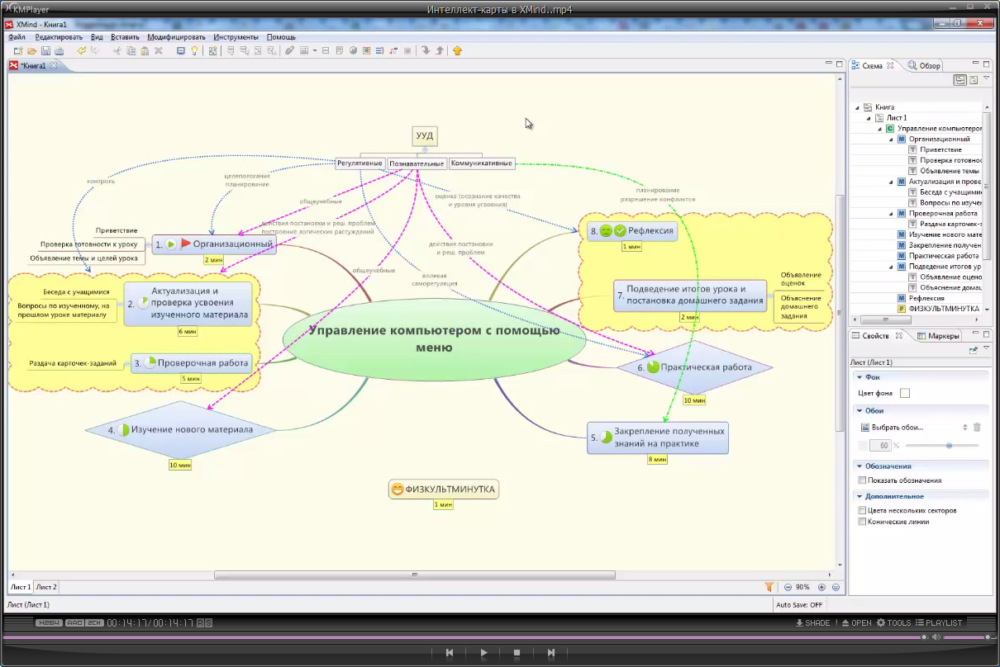 KMPlayer
Интеллект-карты в XMind..mp4
XMind - Книга1
Файл Редактировать Вид Вставить Модифицировать Инструменты Помощь
*Книга1
УУД
Регулятивные Познавательные Коммуникативные
контроль
целепологание
планирование
общеучебные
действия постановки и реш. проблем
построение логических рассуждений
оценка (осознание качества
и уровня усвоения)
планирование
разрешение конфликтов
действия постановки
и реш. проблем
общеучебные
волевая
саморегуляция
Приветствие
Проверка готовности к уроку
Объявление темы и целей урока
1. Организационный
2 мин
Беседа с учащимися
Вопросы по изученному, на
прошлом уроке материалу
2. Актуализация и
проверка усвоения
изученного материала
6 мин
Раздача карточек-заданий
3. Проверочная работа
5 мин
4. Изучение нового материала
10 мин
Управление компьютером с помощью
меню
8. Рефлексия
1 мин
7. Подведение итогов урока и
постановка домашнего задания
2 мин
Объявление
оценок
Объяснение
домашнего
задания
6. Практическая работа
10 мин
5. Закрепление полученных
знаний на практике
8 мин
ФИЗКУЛЬТМИНУТКА
1 мин
Схема Обзор
Книга
Лист 1
C Управление компьютером
M Организационный
T Приветствие
T Проверка готовнос
T Объявление темы
M Актуализация и прове
T Беседа с учащими
T Вопросы по изучен
M Проверочная работа
T Раздача карточек-з
M Изучение нового мате
M Закрепление получен
M Практическая работа
M Подведение итогов ур
T Объявление оцено
T Объяснение домаш
M Рефлексия
F ФИЗКУЛЬТМИНУТКА
Свойств Маркеры
Лист (Лист 1)
Фон
Цвет фона
Обои
Выбрать обои...
60 %
Обозначения
Показать обозначения
Дополнительное
Цвета нескольких секторов
Конические линии
Лист 1 Лист 2
90%
Лист (Лист 1)
Auto Save: OFF
H264 AAC 2CH 00:14:17/00:14:17 R S
SHADE ! OPEN TOOLS PLAYLIST